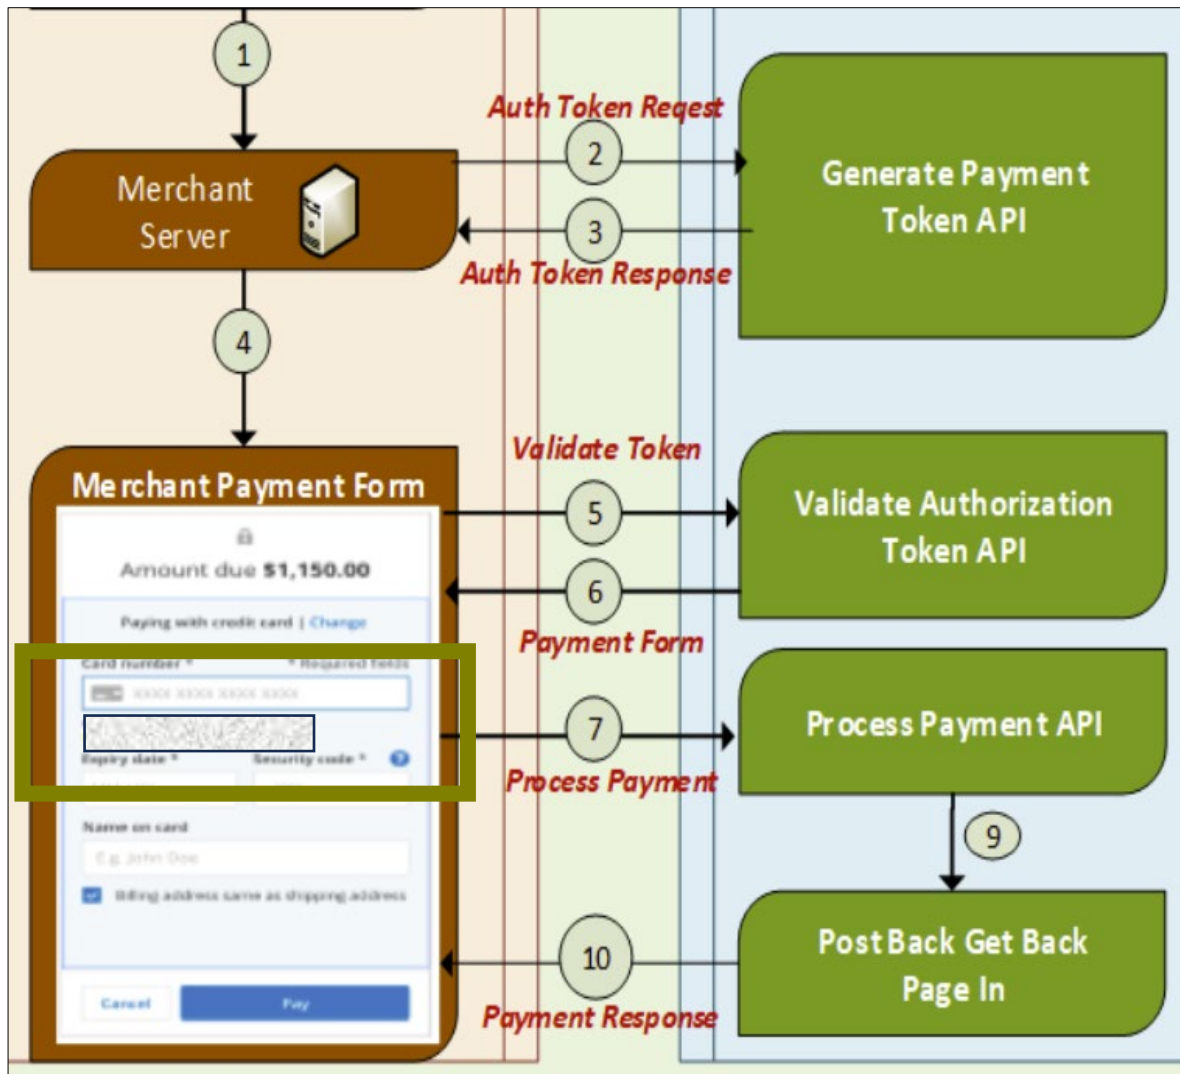 1
Auth Token Reqest
2
Merchant
Server
Generate Payment
Token API
3
Auth Token Response
4
Validate Token
Merchant Payment Form
5
Validate Authorization
Token API
Amount due $1,150.00
6
Paying with credit card | Change
Payment Form
Card number * * Required fields
XXXX XXXX XXXX XXXX
7
Process Payment API
Expiry date * Security code * ?
Process Payment
Name on card
E.g. John Doe
9
Billing address same as shipping address
Post Back Get Back
Page In
10
Cancel Pay
Payment Response